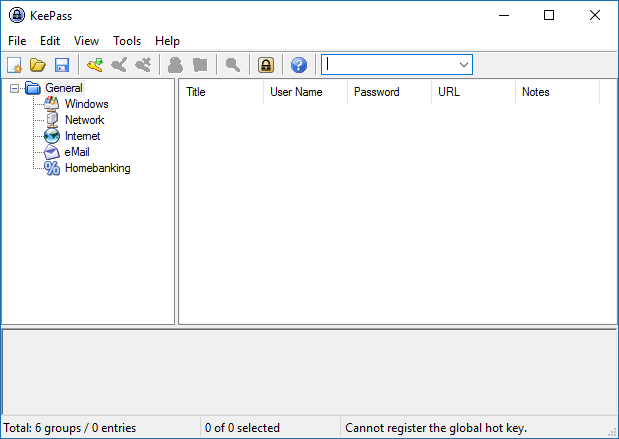 KeePass
File Edit View Tools Help
General
Windows
Network
Internet
eMail
Homebanking
Title User Name Password URL Notes
Total: 6 groups / 0 entries 0 of 0 selected Cannot register the global hot key.